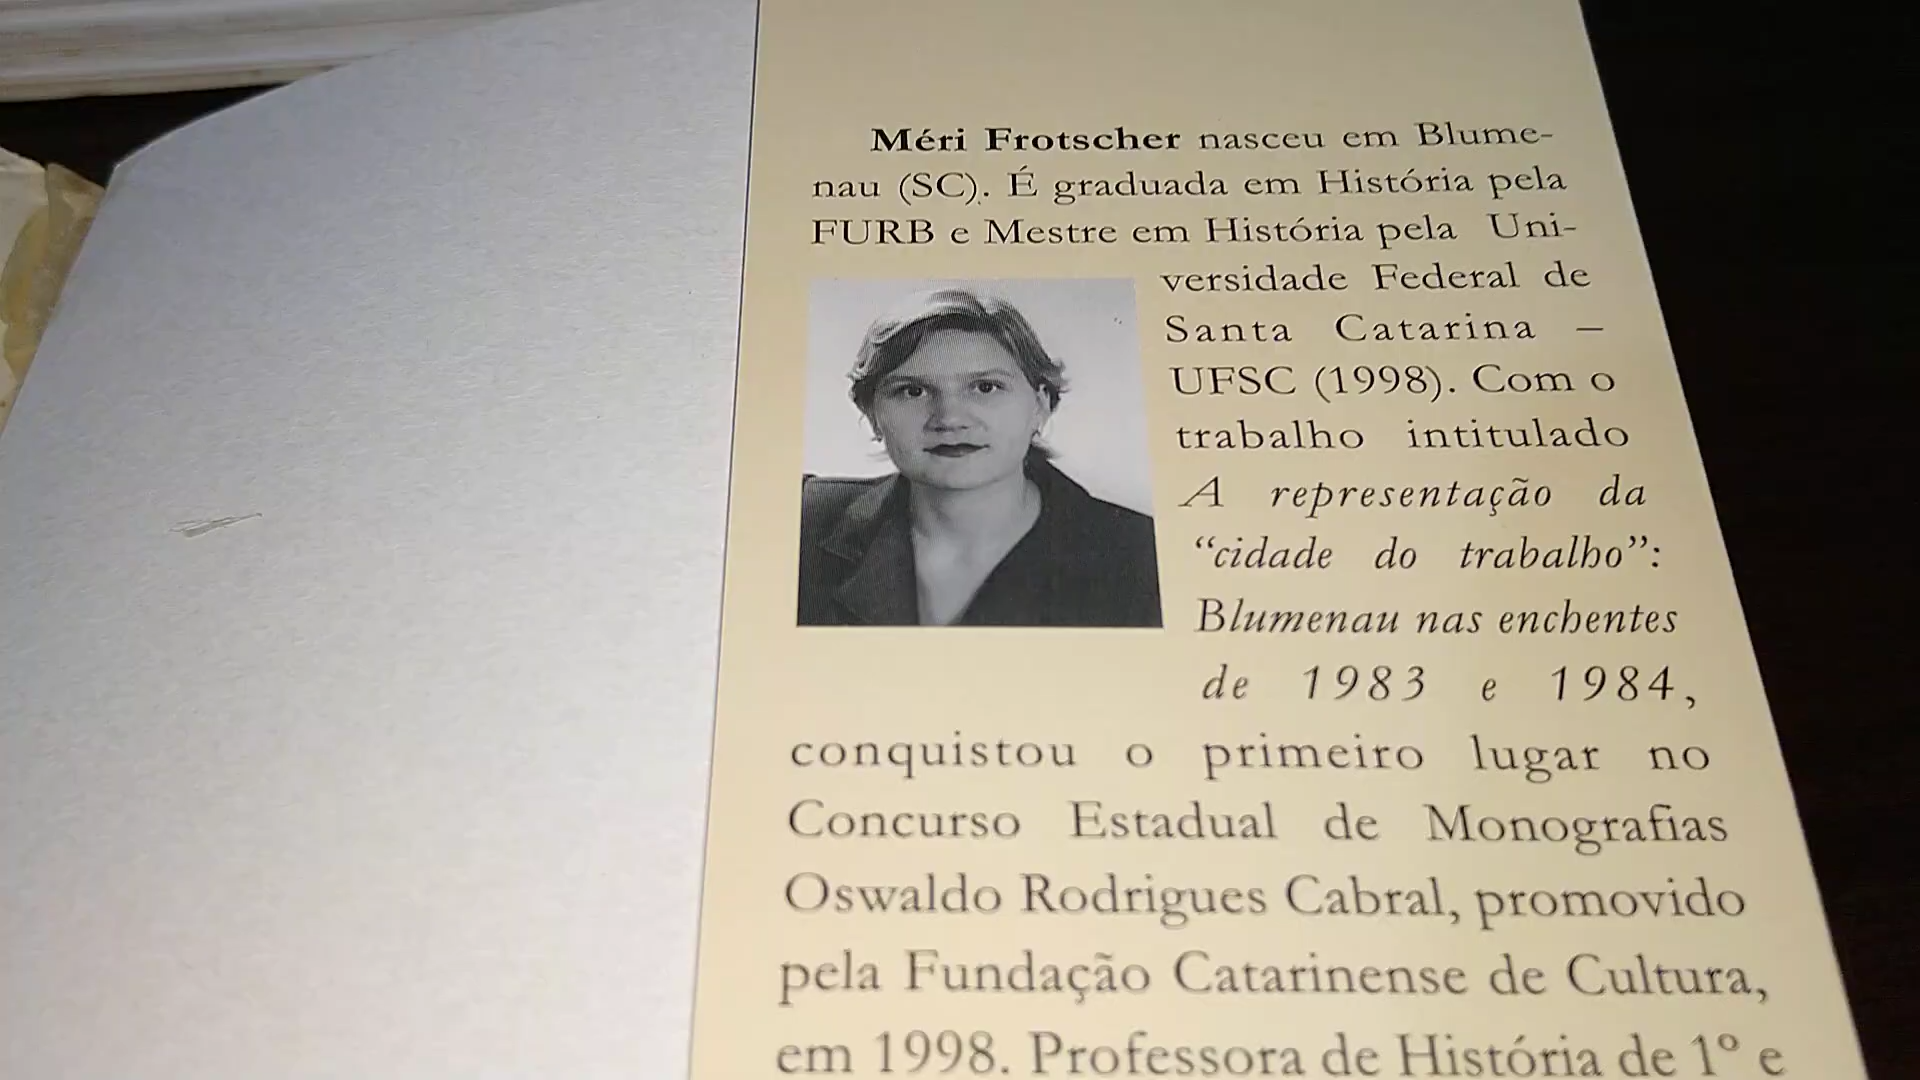 Méri Frotscher nasceu em Blume-
nau (SC). É graduada em História pela
FURB e Mestre em História pela Uni-
versidade Federal de
Santa Catarina –
UFSC (1998). Com o
trabalho intitulado
A representação da
“cidade do trabalho”:
Blumenau nas enchentes
de 1983 e 1984,
conquistou o primeiro lugar no
Concurso Estadual de Monografias
Oswaldo Rodrigues Cabral, promovido
pela Fundação Catarinense de Cultura,
em 1998. Professora de História de 1º e